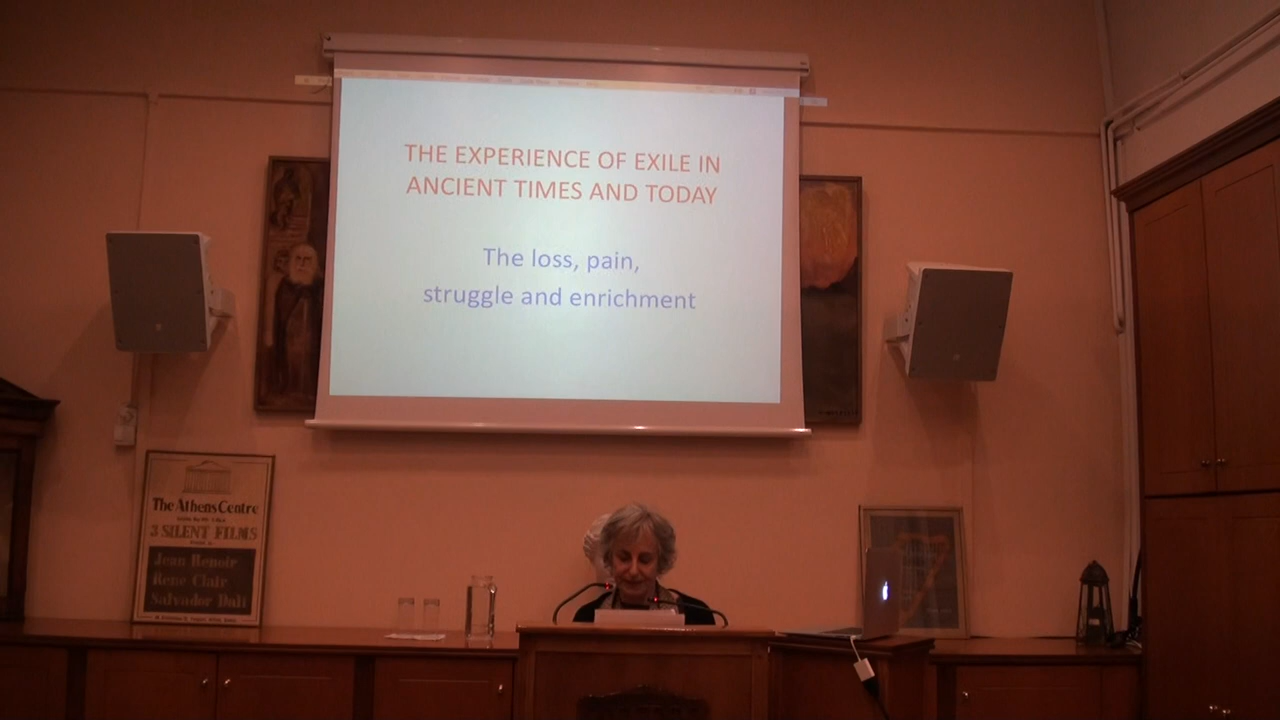 THE EXPERIENCE OF EXILE IN
ANCIENT TIMES AND TODAY
The loss, pain,
struggle and enrichment
The Athens Centre
3 SILENT FILMS
Jean Renoir
Rene Clair
Salvador Dali